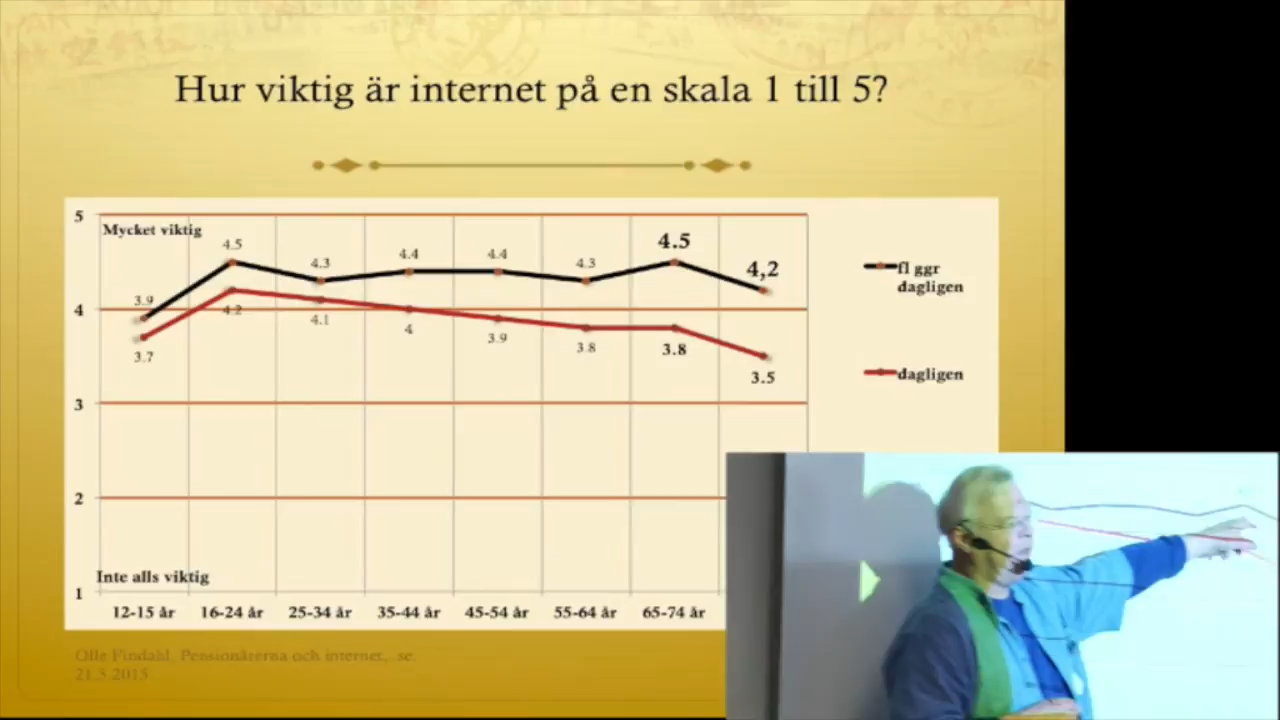 Hur viktig är internet på en skala 1 till 5?
5
Mycket viktig
4.5
4.3
4.4
4.4
4.3
4.5
4,2
3.9
4
4.2
4.1
4
3.9
3.8
3.8
3.5
3.7
3
2
Inte alls viktig
1
12-15 år
16-24 år
25-34 år
35-44 år
45-54 år
55-64 år
65-74 år
fl ggr
dagligen
dagligen
Olle Findahl, Pensionärerna och internet, .se.
21.5 2015